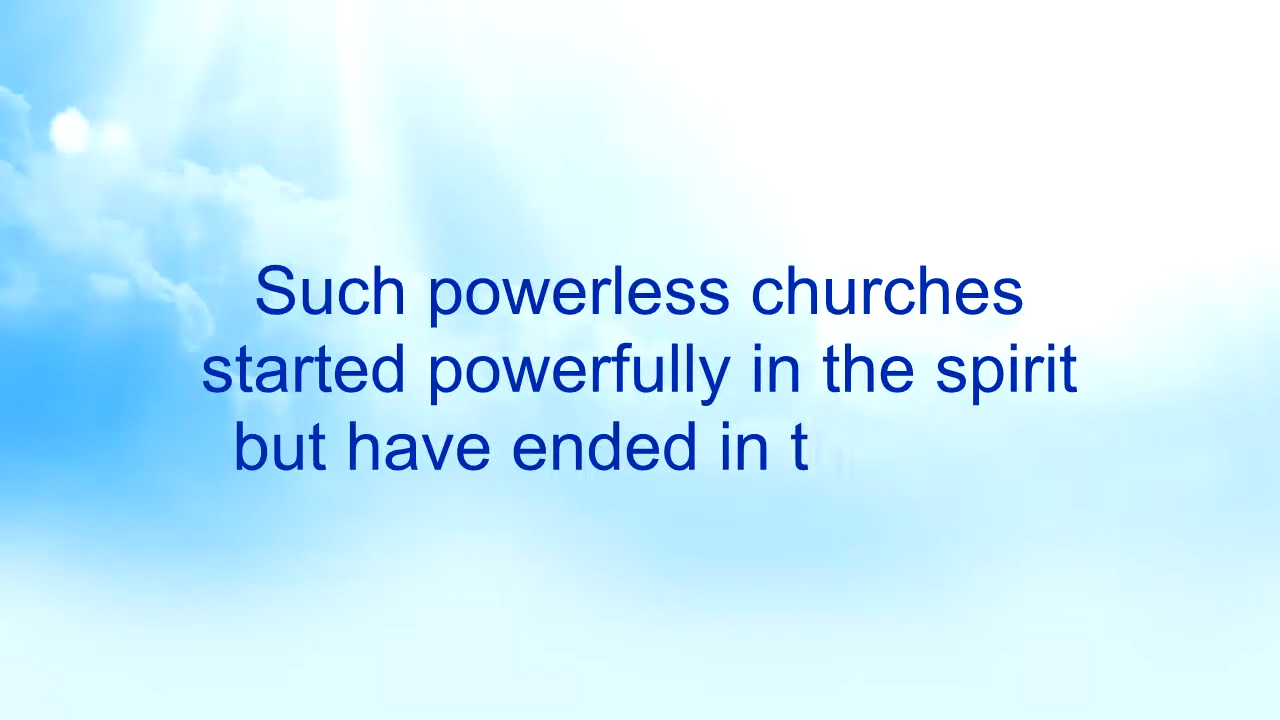 Such powerless churches
started powerfully in the spirit
but have ended in t